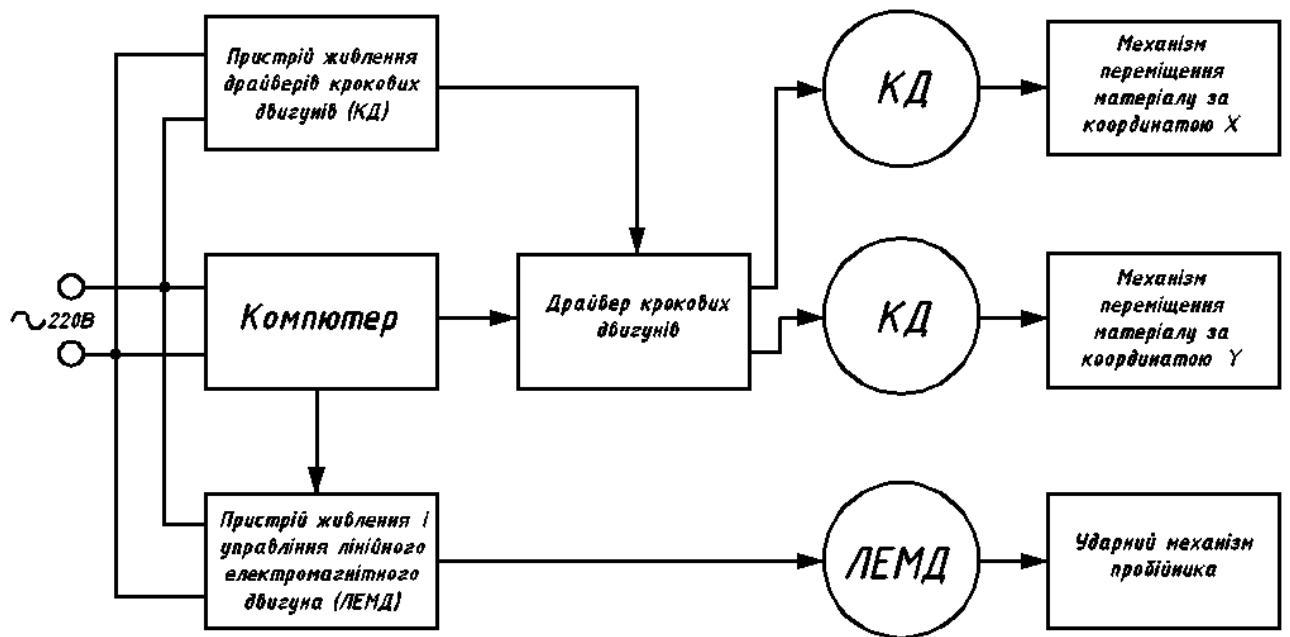 Пристрій живлення
драйверів крокових
двигунів (КД)
КД
Механізм
переміщення
матеріалу за
координатою X
220В
Компютер
Драйвер крокових
двигунів
КД
Механізм
переміщення
матеріалу за
координатою Y
Пристрій живлення і
управління лінійного
електромагнітного
двигуна (ЛЕМД)
ЛЕМД
Ударний механізм
пробійника